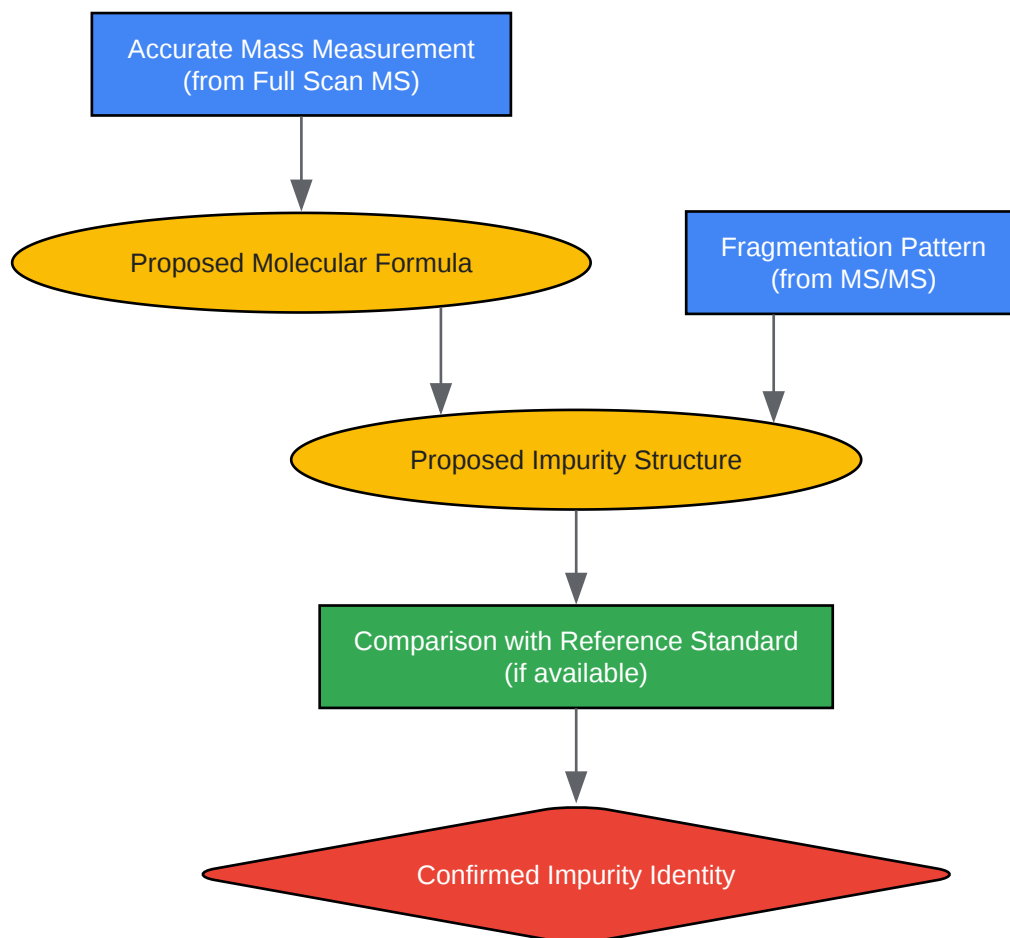 Accurate Mass Measurement
(from Full Scan MS)
Proposed Molecular Formula
Fragmentation Pattern
(from MS/MS)
Proposed Impurity Structure
Comparison with Reference Standard
(if available)
Confirmed Impurity Identity